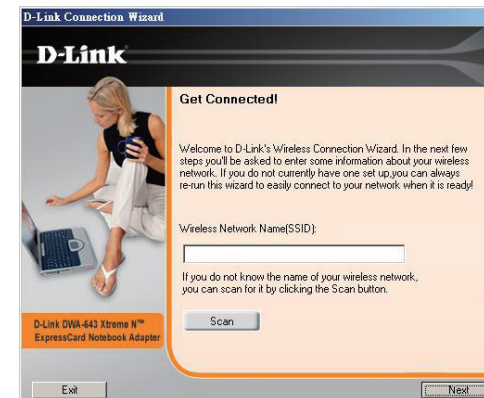 D-Link Connection Wizard
D-Link
Get Connected!
Welcome to D-Link's Wireless Connection Wizard. In the next few
steps you'll be asked to enter some information about your wireless
network. If you do not currently have one set up,you can always
re-run this wizard to easily connect to your network when it is ready!
Wireless Network Name(SSID):
If you do not know the name of your wireless network,
you can scan for it by clicking the Scan button.
Scan
D-Link DWA-643 Xtreme N™
ExpressCard Notebook Adapter
Exit
Next